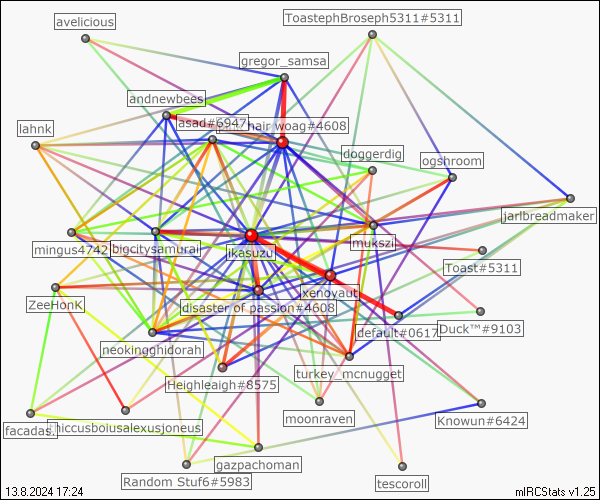 ToastephBroseph5311#5311
avelicious
gregor_samsa
andnewbees
asad#6947
hair woag#4608
lahnk
doggerdig
ogshroom
jarlbreadmaker
mingus4742
bigcitysamurai
ikasuzu
mukszi
Toast#5311
xenoyaut
ZeeHonK
disaster of passion#4608
default#0617
Duck™#9103
neokingghidorah
turkey_mcnugget
Heighleaigh#8575
moonraven
Knowun#6424
facadas.
hiccusboiusalexusjoneus
gazpachoman
Random Stuf6#5983
tescoroll
13.8.2024 17:24
mIRCStats v1.25